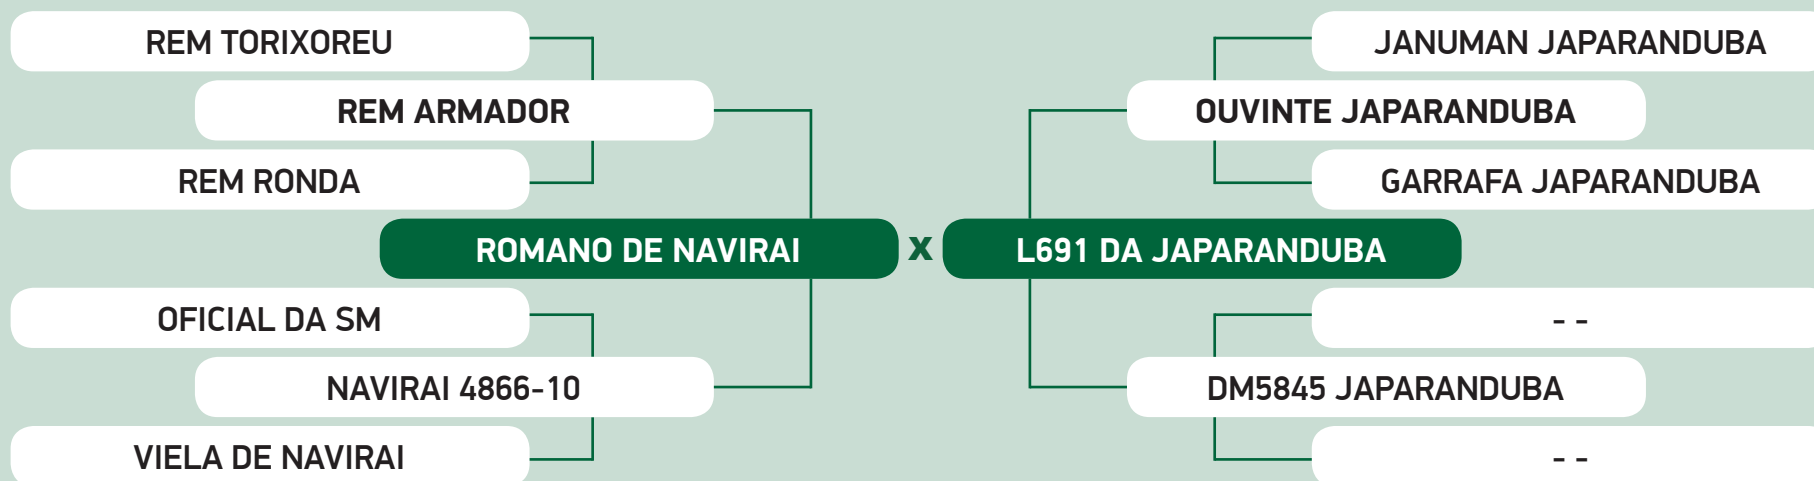 REM TORIXOREU
JANUMAN JAPARANDUBA
REM ARMADOR
OUVINTE JAPARANDUBA
REM RONDA
GARRAFA JAPARANDUBA
ROMANO DE NAVIRAI x L691 DA JAPARANDUBA
OFICIAL DA SM
- -
NAVIRAI 4866-10
DM5845 JAPARANDUBA
VIELA DE NAVIRAI
- -